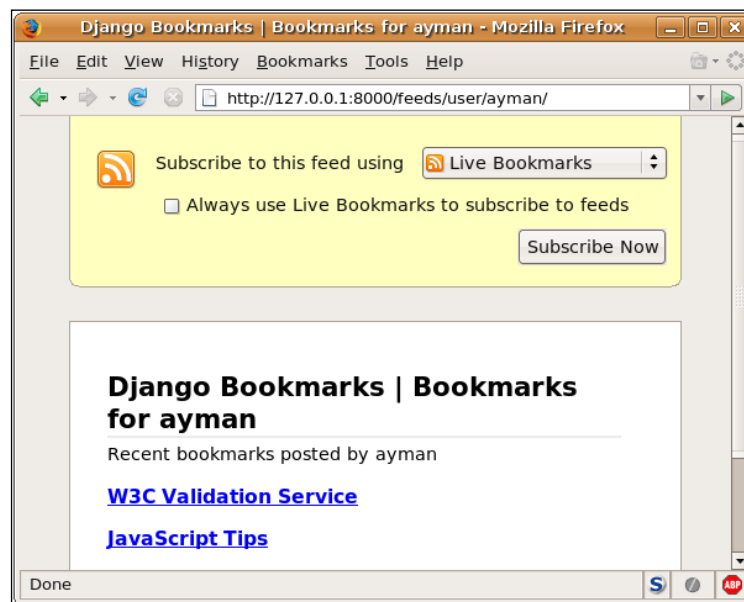 Django Bookmarks | Bookmarks for ayman - Mozilla Firefox
File Edit View History Bookmarks Tools Help
http://127.0.0.1:8000/feeds/user/ayman/
Subscribe to this feed using Live Bookmarks
Always use Live Bookmarks to subscribe to feeds
Subscribe Now
Django Bookmarks | Bookmarks
for ayman
Recent bookmarks posted by ayman
W3C Validation Service
JavaScript Tips
Done S ABP